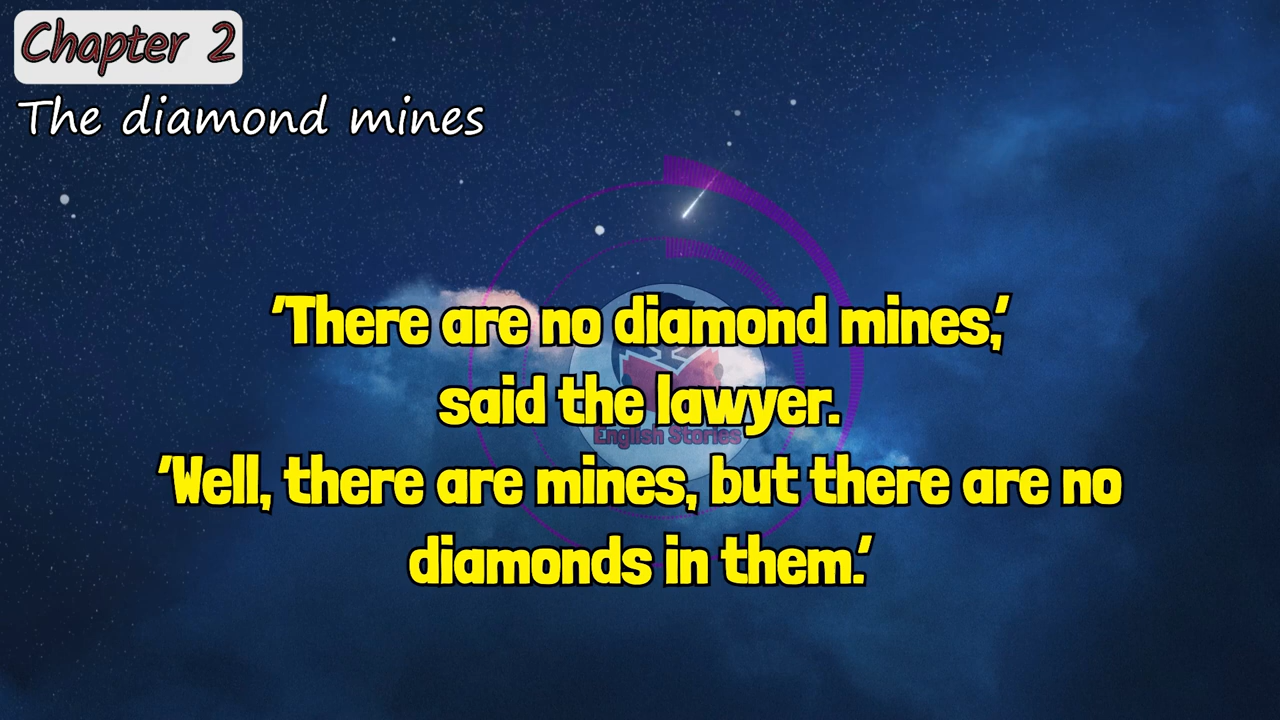 Chapter 2
The diamond mines
'There are no diamond mines,'
said the lawyer.
English Stories
'Well, there are mines, but there are no
diamonds in them.'